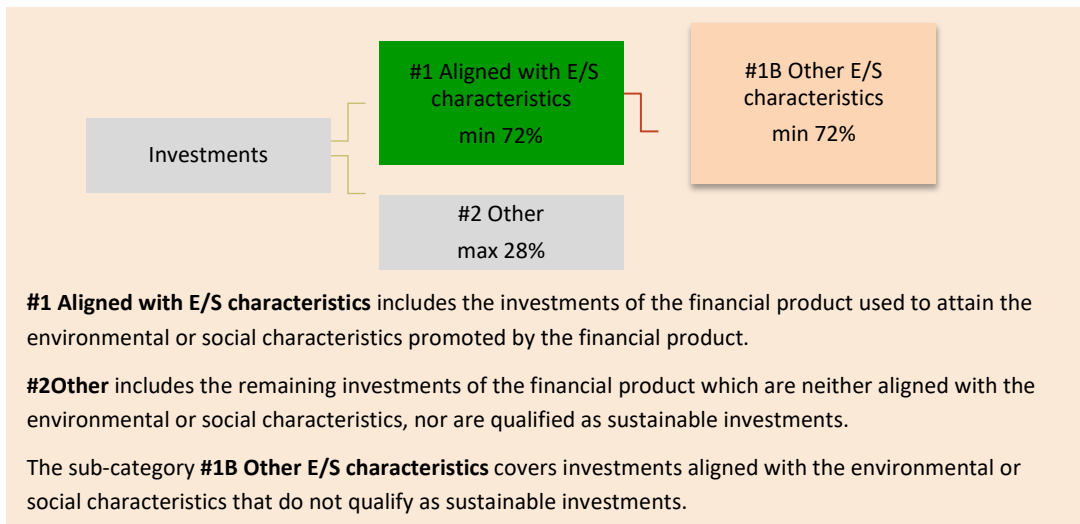 Investments
#1 Aligned with E/S
characteristics
min 72%
#1B Other E/S
characteristics
min 72%
#2 Other
max 28%
#1 Aligned with E/S characteristics includes the investments of the financial product used to attain the
environmental or social characteristics promoted by the financial product.
#2Other includes the remaining investments of the financial product which are neither aligned with the
environmental or social characteristics, nor are qualified as sustainable investments.
The sub-category #1B Other E/S characteristics covers investments aligned with the environmental or
social characteristics that do not qualify as sustainable investments.